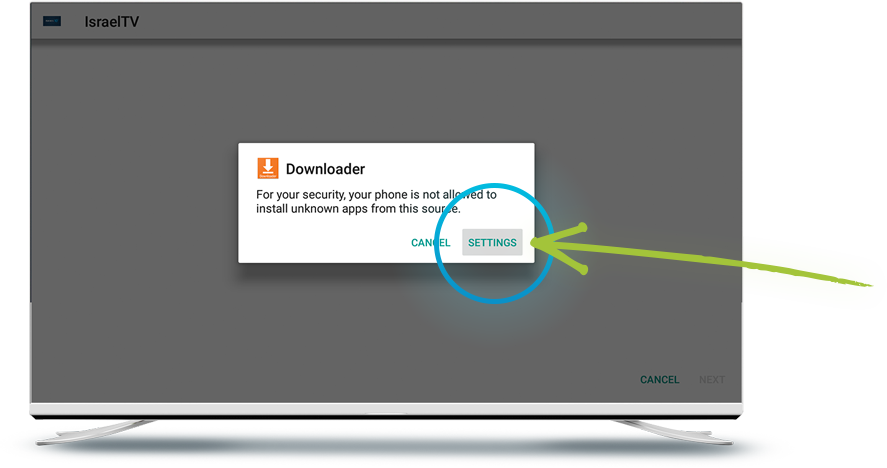 IsraelTV
Downloader
For your security, your phone is not allowed to
install unknown apps from this source.
CANCEL SETTINGS
CANCEL NEXT